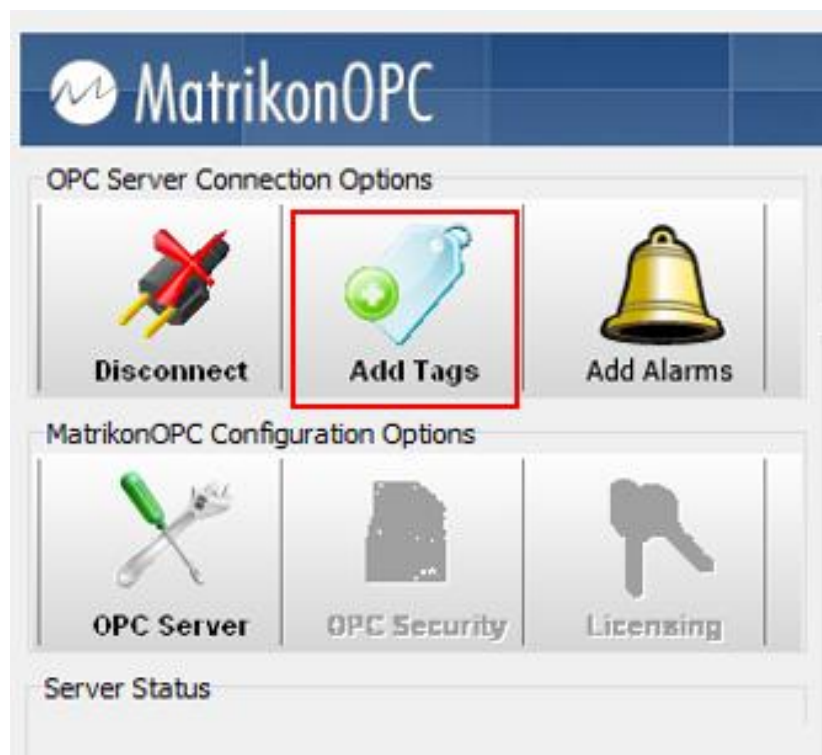 MatrikonOPC
OPC Server Connection Options
Disconnect Add Tags Add Alarms
MatrikonOPC Configuration Options
OPC Server OPC Security Licensing
Server Status